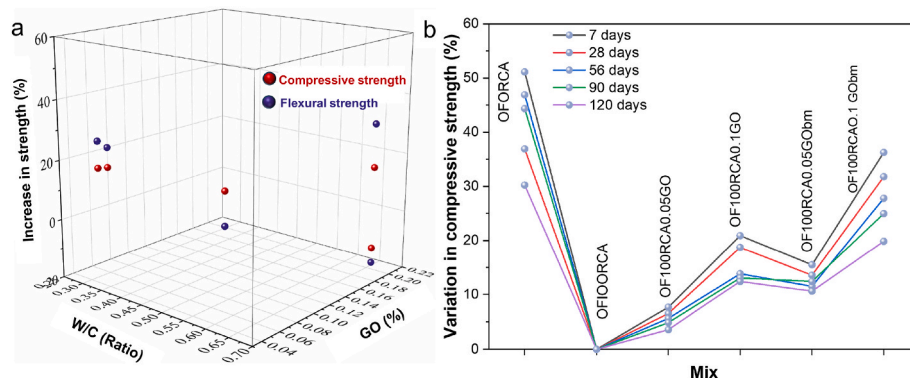 a
60
40
20
0
-20
Increase in strength (%)
Compressive strength
Flexural strength
0.30
0.35
0.40
0.45
0.50
0.55
0.60
0.65
0.70
W/C (Ratio)
0.04
0.06
0.08
0.10
0.12
0.14
0.16
0.18
0.20
0.22
GO (%)
b
60
50
40
30
20
10
0
Variation in compressive strength (%)
7 days
28 days
56 days
90 days
120 days
OFORCA
OFIOORCA
OF100RCA0.05GO
OF100RCA0.1GO
OF100RCA0.05GObm
OF100RCAO.1 GObm
Mix